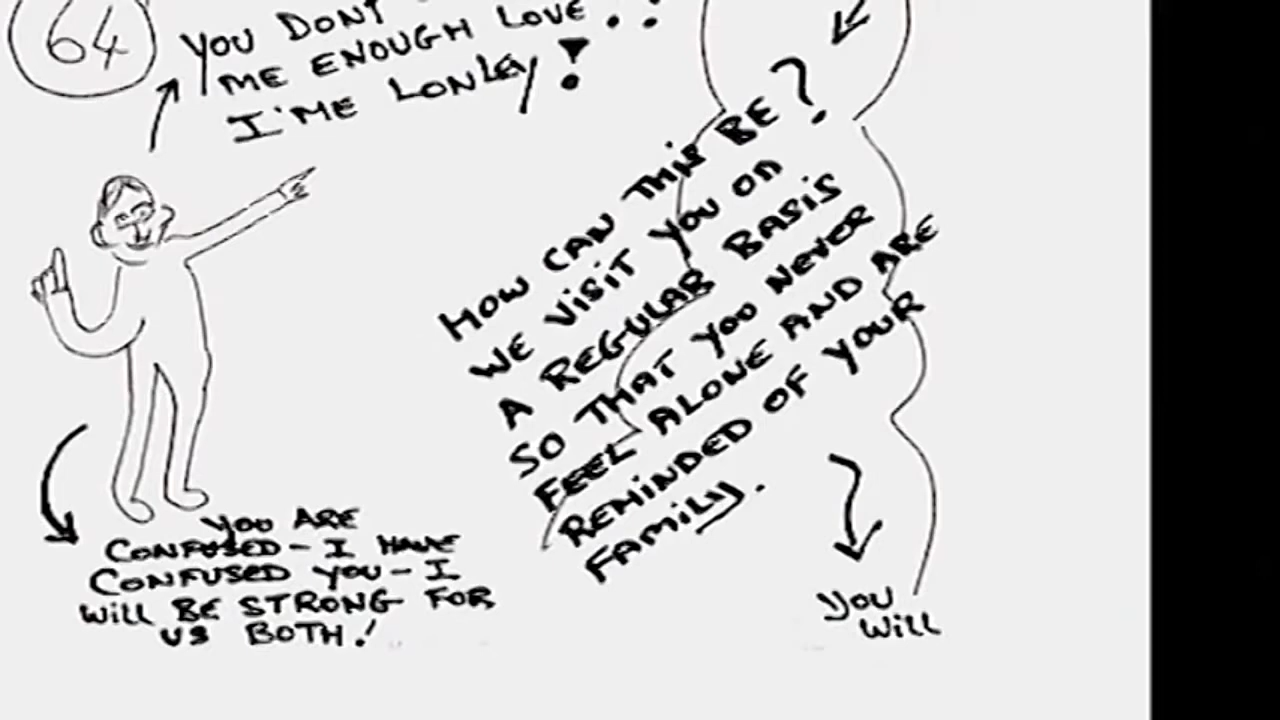 64
YOU DONT
ME ENOUGH LOVE . . .
I'ME LONLEY!
HOW CAN THIS BE?
WE VISIT YOU ON
A REGULAR BASIS
SO THAT YOU NEVER
FEEL ALONE AND ARE
REMINDED OF YOUR
FAMILY.
YOU ARE
CONFUSED - I HAVE
CONFUSED YOU - I
WILL BE STRONG FOR
US BOTH!
YOU
WILL